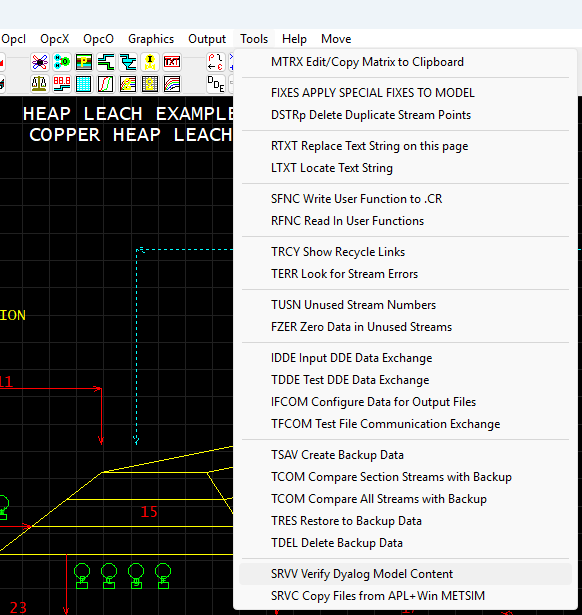 Opcl OpcX OpcO Graphics Output Tools Help Move
TXT
88.8
DDE
HEAP LEACH EXAMPLE
COPPER HEAP LEACH
ION
11
15
23
MTRX Edit/Copy Matrix to Clipboard
FIXES APPLY SPECIAL FIXES TO MODEL
DSTRp Delete Duplicate Stream Points
RTXT Replace Text String on this page
LTXT Locate Text String
SFNC Write User Function to .CR
RFNC Read In User Functions
TRCY Show Recycle Links
TERR Look for Stream Errors
TUSN Unused Stream Numbers
FZER Zero Data in Unused Streams
IDDE Input DDE Data Exchange
TDDE Test DDE Data Exchange
IFCOM Configure Data for Output Files
TFCOM Test File Communication Exchange
TSAV Create Backup Data
TCOM Compare Section Streams with Backup
TCOM Compare All Streams with Backup
TRES Restore to Backup Data
TDEL Delete Backup Data
SRVV Verify Dyalog Model Content
SRVC Copy Files from APL+Win METSIM